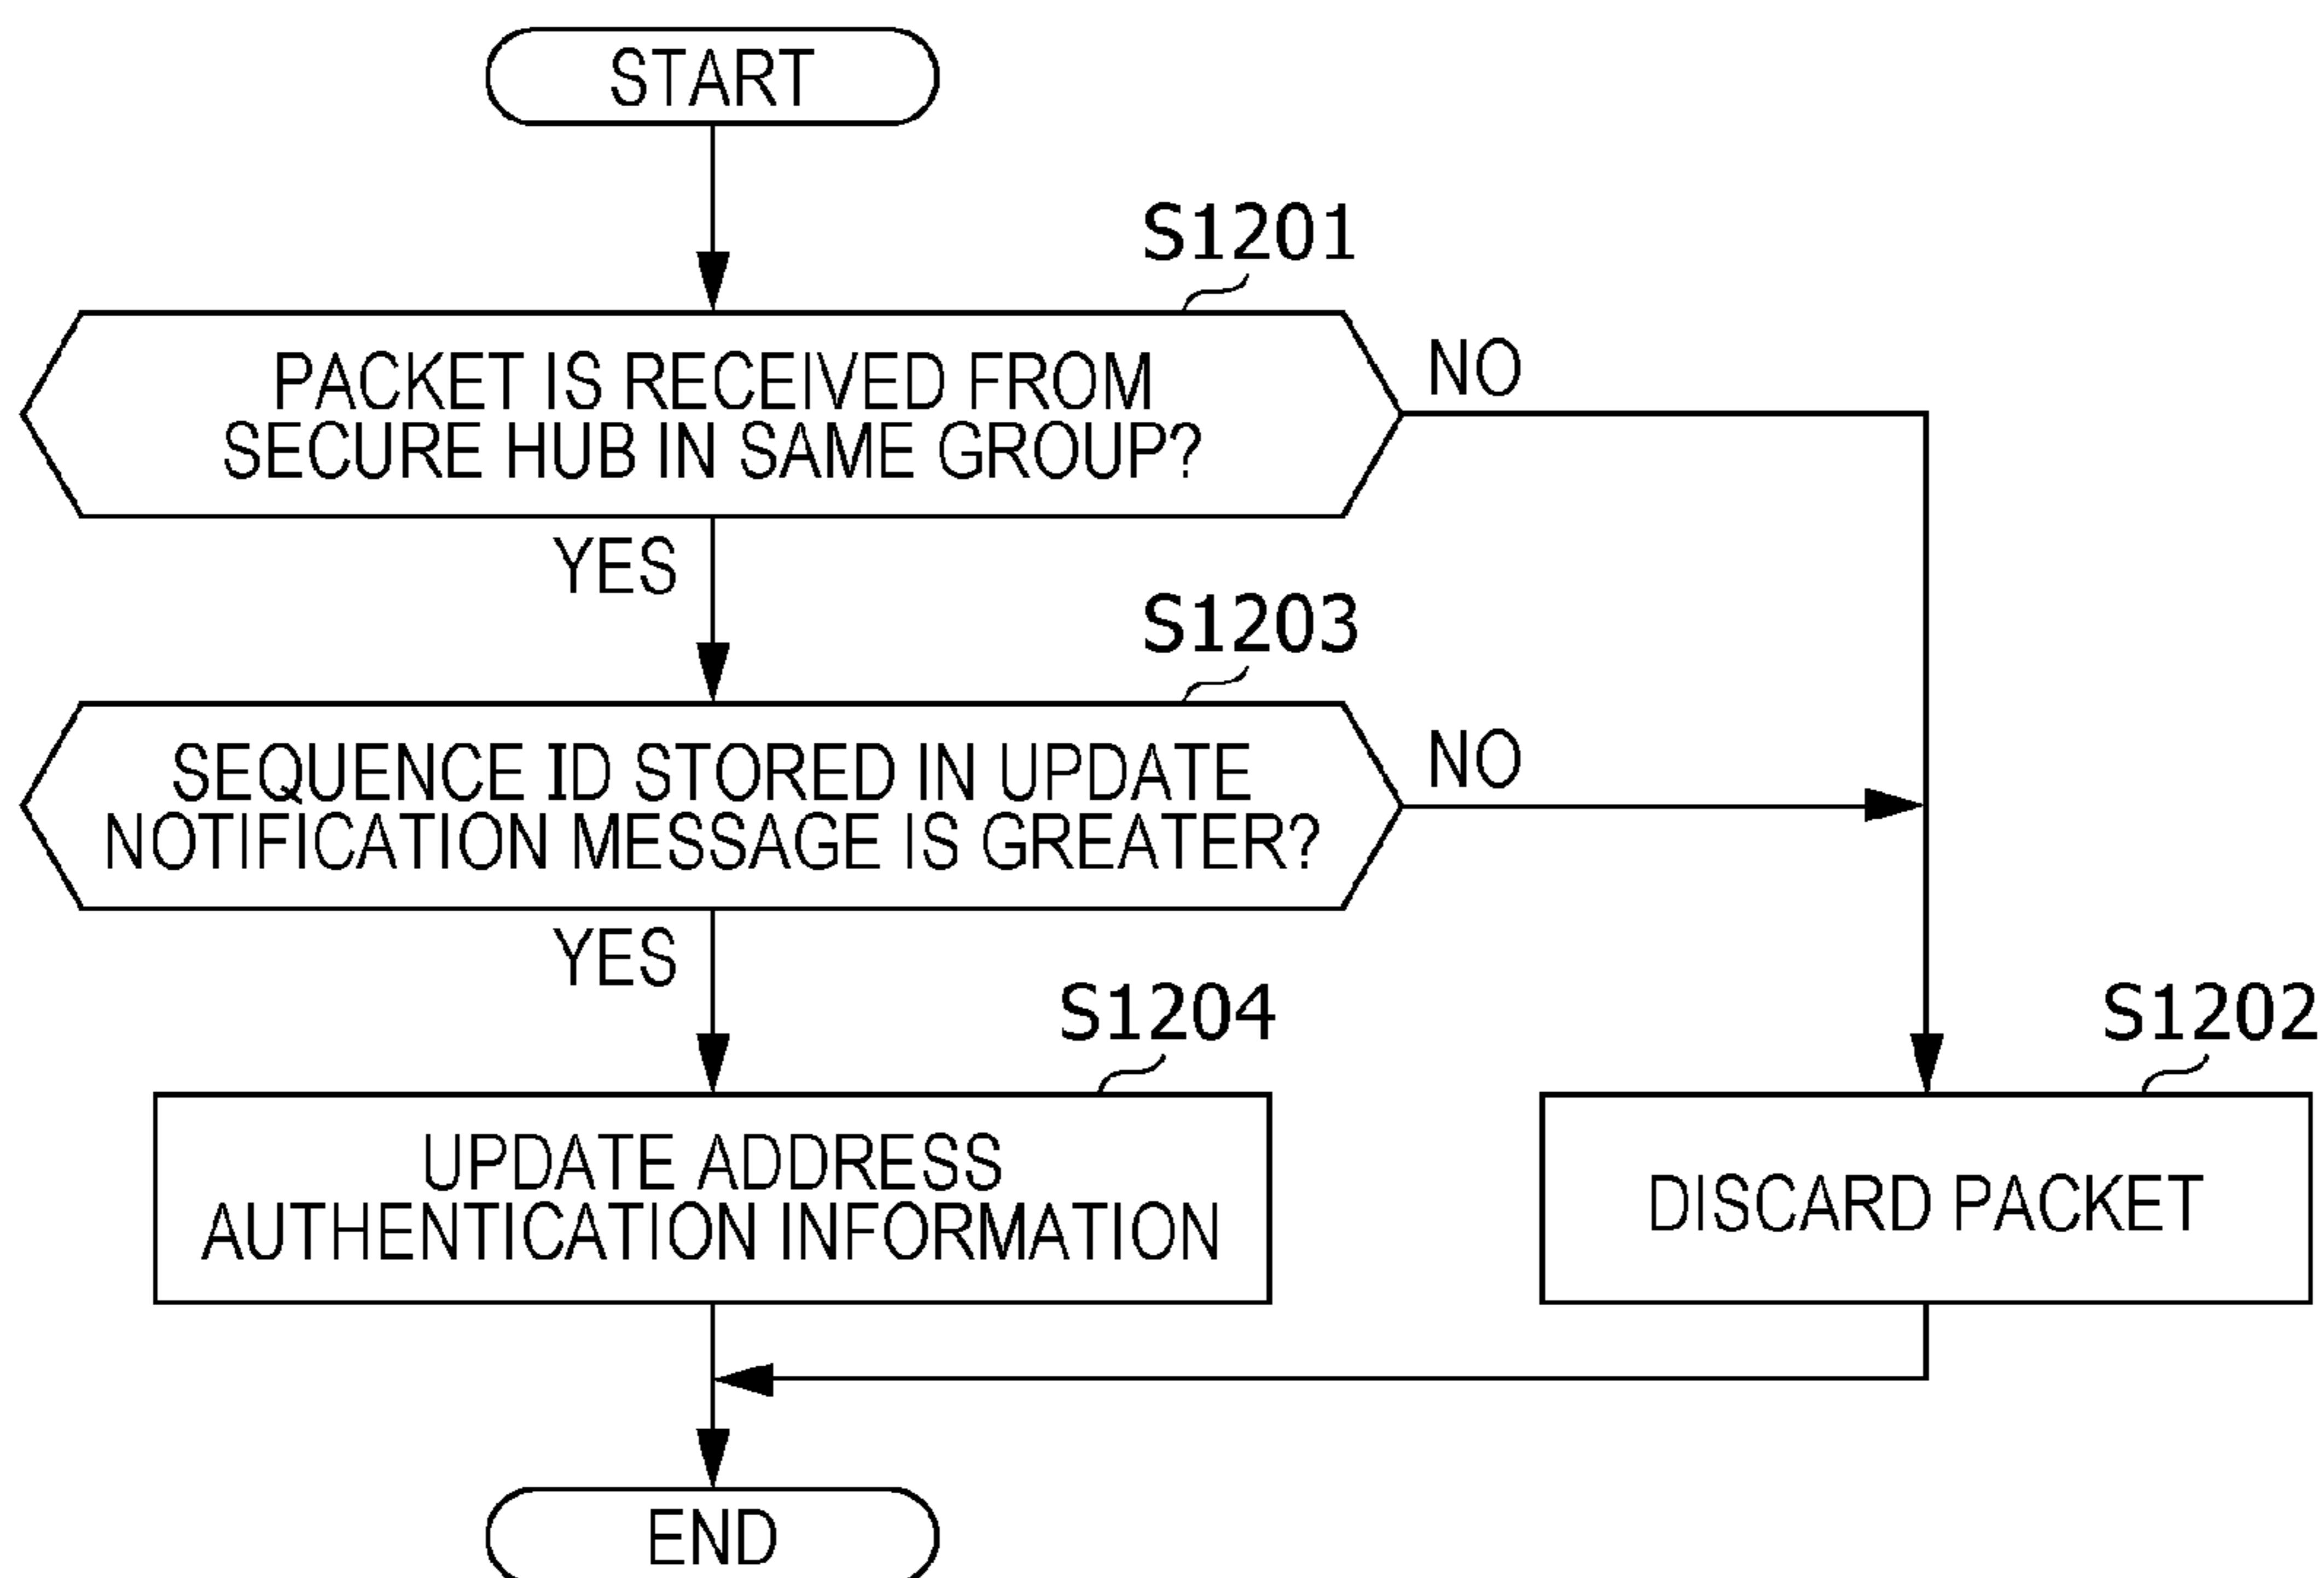 START
S1201
PACKET IS RECEIVED FROM
SECURE HUB IN SAME GROUP?
NO
YES
S1203
SEQUENCE ID STORED IN UPDATE
NOTIFICATION MESSAGE IS GREATER?
NO
YES
S1204
UPDATE ADDRESS
AUTHENTICATION INFORMATION
S1202
DISCARD PACKET
END